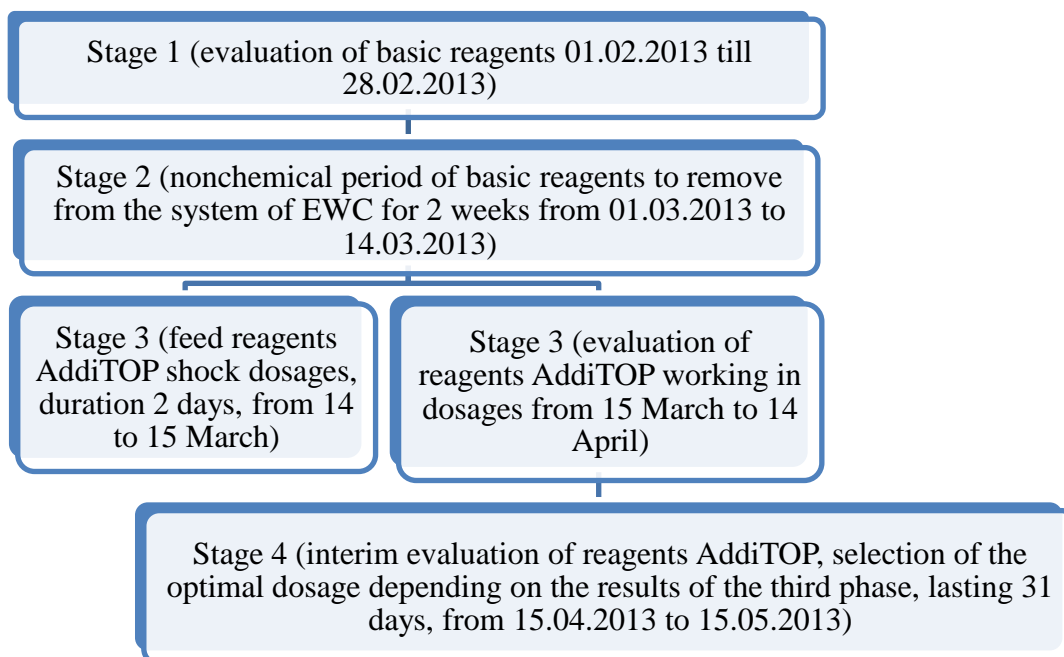 Stage 1 (evaluation of basic reagents 01.02.2013 till
28.02.2013)
Stage 2 (nonchemical period of basic reagents to remove
from the system of EWC for 2 weeks from 01.03.2013 to
14.03.2013)
Stage 3 (feed reagents
AddiTOP shock dosages,
duration 2 days, from 14
to 15 March)
Stage 3 (evaluation of
reagents AddiTOP working in
dosages from 15 March to 14
April)
Stage 4 (interim evaluation of reagents AddiTOP, selection of the
optimal dosage depending on the results of the third phase, lasting 31
days, from 15.04.2013 to 15.05.2013)